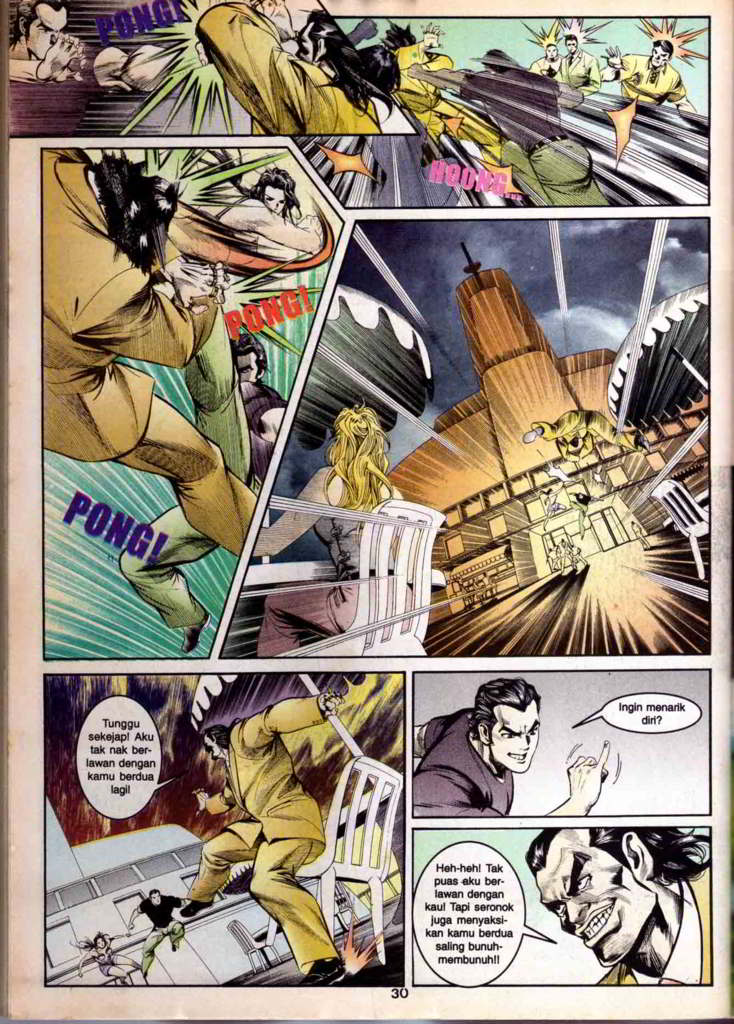 PONG!
HOONG...
PONG!
PONG!
Tunggu
sekejap! Aku
tak nak ber-
lawan dengan
kamu berdua
lagi!
Ingin menarik
diri?
Heh-heh! Tak
puas aku ber-
lawan dengan
kau! Tapi seronok
juga menyaksi-
kan kamu berdua
saling bunuh-
membunuh!!
30